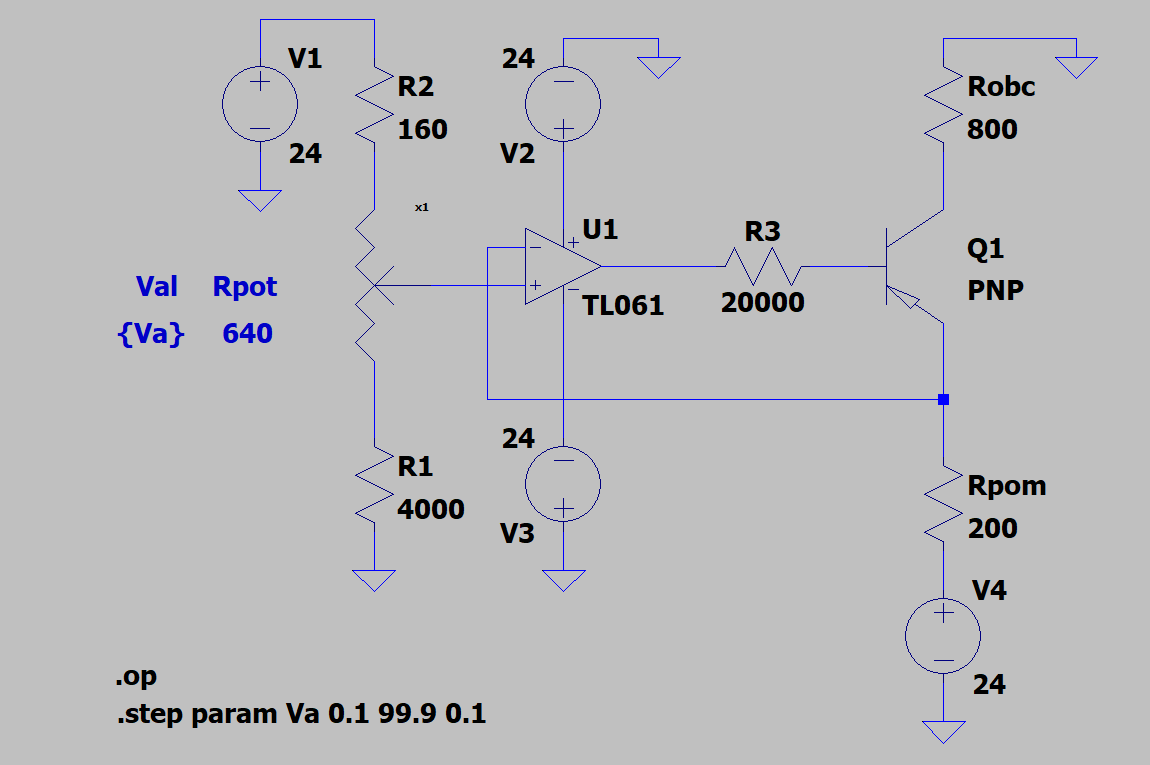 V1
24
R2
160
24
V2
Robc
800
x1
U1
TL061
R3
20000
Q1
PNP
Val Rpot
{Va} 640
R1
4000
24
V3
Rpom
200
V4
24
.op
.step param Va 0.1 99.9 0.1